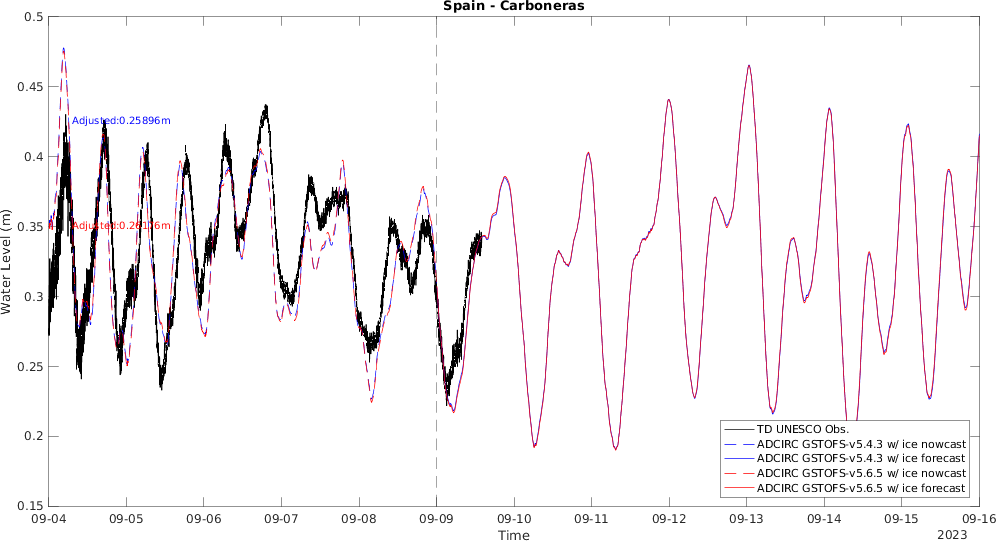 Spain - Carboneras
0.5
0.45
0.4
0.35
0.3
0.25
0.2
0.15
Water Level (m)
Adjusted:0.25896m
Adjusted:0.26136m
TD UNESCO Obs.
ADCIRC GSTOFS-v5.4.3 w/ ice nowcast
ADCIRC GSTOFS-v5.4.3 w/ ice forecast
ADCIRC GSTOFS-v5.6.5 w/ ice nowcast
ADCIRC GSTOFS-v5.6.5 w/ ice forecast
09-04 09-05 09-06 09-07 09-08 09-09 09-10 09-11 09-12 09-13 09-14 09-15 09-16
Time
2023